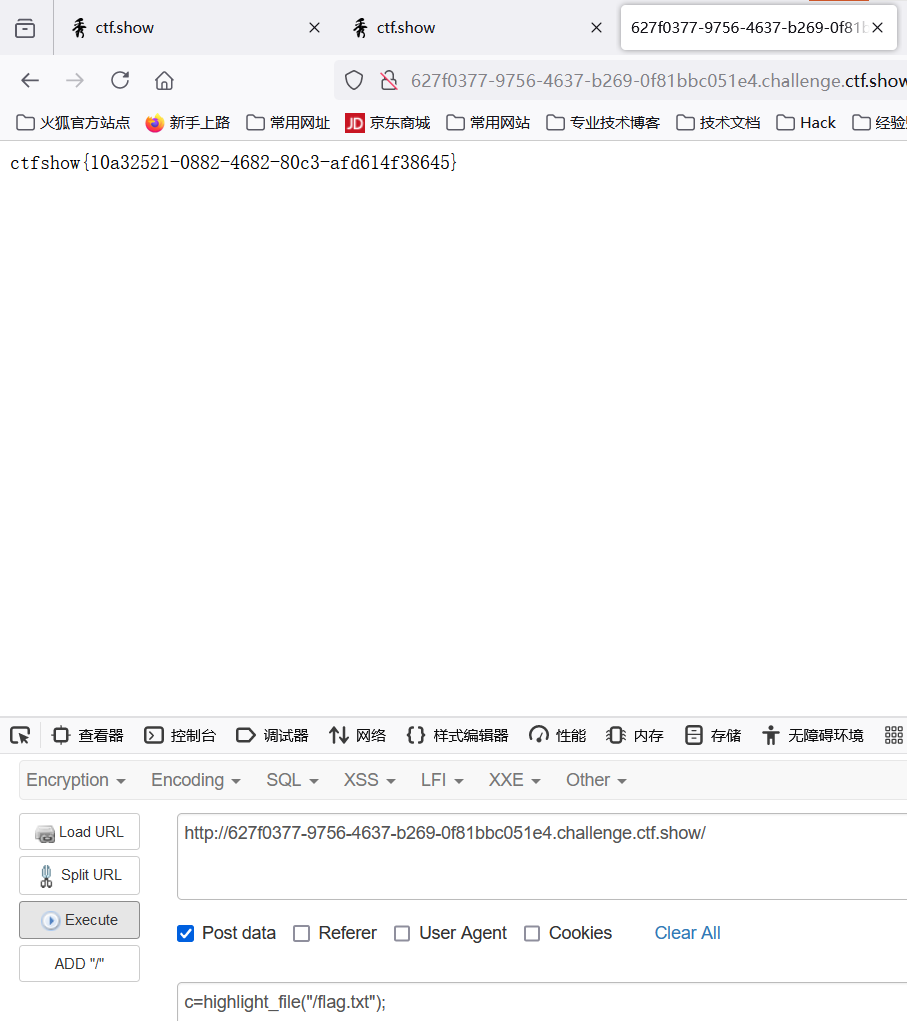 ctf.show
ctf.show
627f0377-9756-4637-b269-0f81b
627f0377-9756-4637-b269-0f81bbc051e4.challenge.ctf.show
火狐官方站点 新手上路 常用网址 JD 京东商城 常用网站 专业技术博客 技术文档 Hack 经验
ctfshow{10a32521-0882-4682-80c3-afd614f38645}
查看器 控制台 调试器 网络 样式编辑器 性能 内存 存储 无障碍环境
Encryption Encoding SQL XSS LFI XXE Other
Load URL
http://627f0377-9756-4637-b269-0f81bbc051e4.challenge.ctf.show/
Split URL
Execute
Post data Referer User Agent Cookies Clear All
ADD "/"
c=highlight_file("/flag.txt");